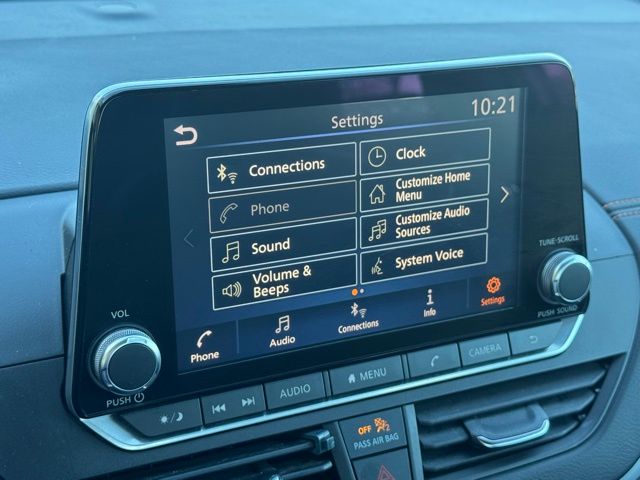 Settings
10:21
Connections
Clock
Phone
Customize Home
Menu
Sound
Customize Audio
Sources
Volume &
Beeps
System Voice
Phone
Audio
Connections
Info
Settings
VOL
PUSH
TUNE·SCROLL
PUSH SOUND
AUDIO
MENU
CAMERA
OFF
2
PASS AIR BAG